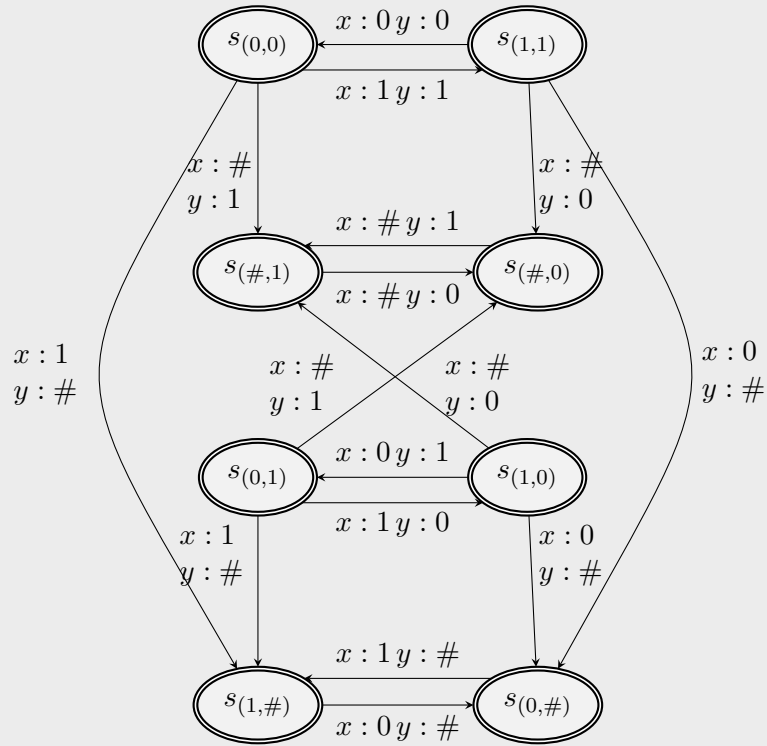 s(0,0)
x : 0 y : 0
s(1,1)
x : 1 y : 1
x : #
y : 1
x : #
y : 0
x : # y : 1
s(#,1)
s(#,0)
x : # y : 0
x : 1
y : #
x : #
y : 1
x : #
y : 0
x : 0
y : #
s(0,1)
x : 0 y : 1
s(1,0)
x : 1 y : 0
x : 1
y : #
x : 0
y : #
x : 1 y : #
s(1,#)
s(0,#)
x : 0 y : #